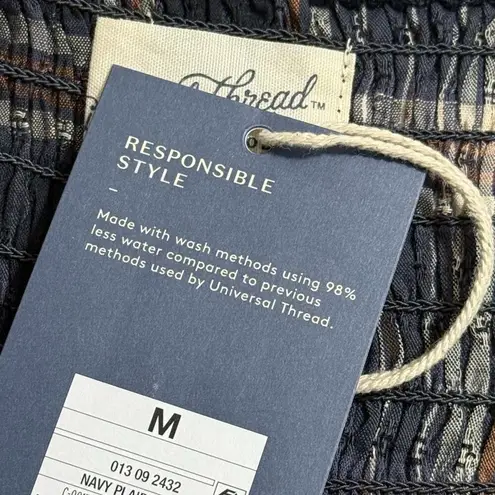 Thread™
RESPONSIBLE
STYLE
–
Made with wash methods using 98%
less water compared to previous
methods used by Universal Thread.
M
013 09 2432
NAVY PLAI